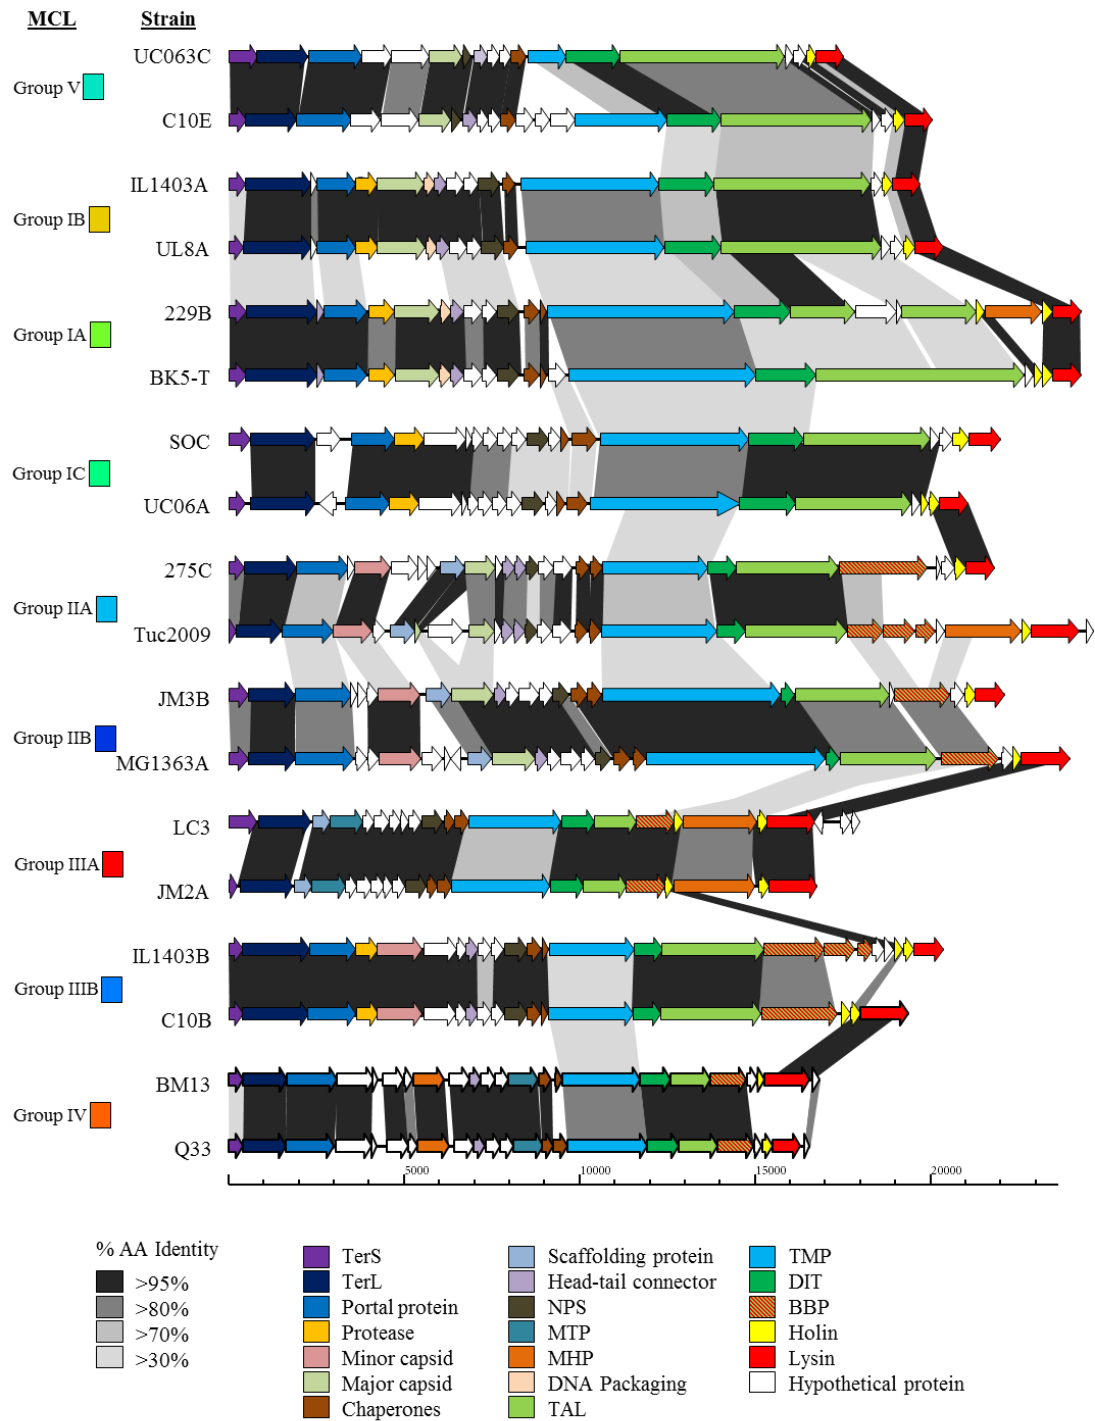 MCL Strain
UC063C
Group V
C10E
IL1403A
Group IB
UL8A
229B
Group IA
BK5-T
SOC
Group IC
UC06A
275C
Group IIA
Tuc2009
JM3B
Group IIB
MG1363A
LC3
Group IIIA
JM2A
IL1403B
Group IIIB
C10B
BM13
Group IV
Q33
5000 10000 15000 20000
% AA Identity
>95%
>80%
>70%
>30%
TerS
TerL
Portal protein
Protease
Minor capsid
Major capsid
Chaperones
Scaffolding protein
Head-tail connector
NPS
MTP
MHP
DNA Packaging
TAL
TMP
DIT
BBP
Holin
Lysin
Hypothetical protein